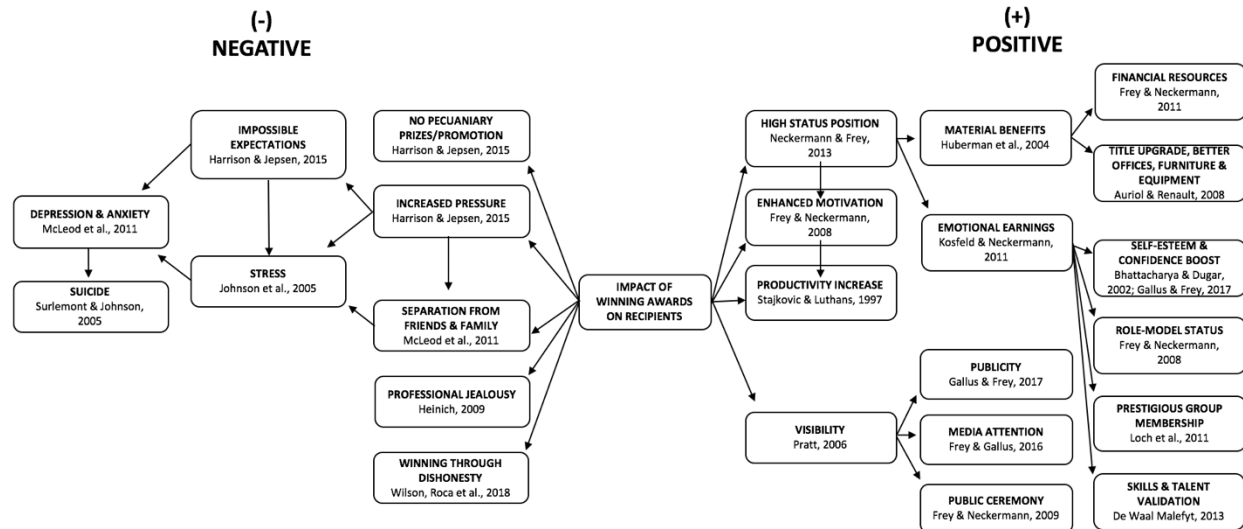 (-)
NEGATIVE
(+)
POSITIVE
IMPOSSIBLE
EXPECTATIONS
Harrison & Jepsen, 2015
NO PECUANIARY
PRIZES/PROMOTION
Harrison & Jepsen, 2015
DEPRESSION & ANXIETY
McLeod et al., 2011
INCREASED PRESSURE
Harrison & Jepsen, 2015
SUICIDE
Surlemont & Johnson,
2005
STRESS
Johnson et al., 2005
SEPARATION FROM
FRIENDS & FAMILY
McLeod et al., 2011
PROFESSIONAL JEALOUSY
Heinich, 2009
WINNING THROUGH
DISHONESTY
Wilson, Roca et al., 2018
IMPACT OF
WINNING AWARDS
ON RECIPIENTS
HIGH STATUS POSITION
Neckermann & Frey,
2013
ENHANCED MOTIVATION
Frey & Neckermann,
2008
PRODUCTIVITY INCREASE
Stajkovic & Luthans, 1997
VISIBILITY
Pratt, 2006
MATERIAL BENEFITS
Huberman et al., 2004
EMOTIONAL EARNINGS
Kosfeld & Neckermann,
2011
PUBLICITY
Gallus & Frey, 2017
MEDIA ATTENTION
Frey & Gallus, 2016
PUBLIC CEREMONY
Frey & Neckermann, 2009
FINANCIAL RESOURCES
Frey & Neckermann,
2011
TITLE UPGRADE, BETTER
OFFICES, FURNITURE &
EQUIPMENT
Auriol & Renault, 2008
SELF-ESTEEM &
CONFIDENCE BOOST
Bhattacharya & Dugar,
2002; Gallus & Frey, 2017
ROLE-MODEL STATUS
Frey & Neckermann,
2008
PRESTIGIOUS GROUP
MEMBERSHIP
Loch et al., 2011
SKILLS & TALENT
VALIDATION
De Waal Malefyt, 2013